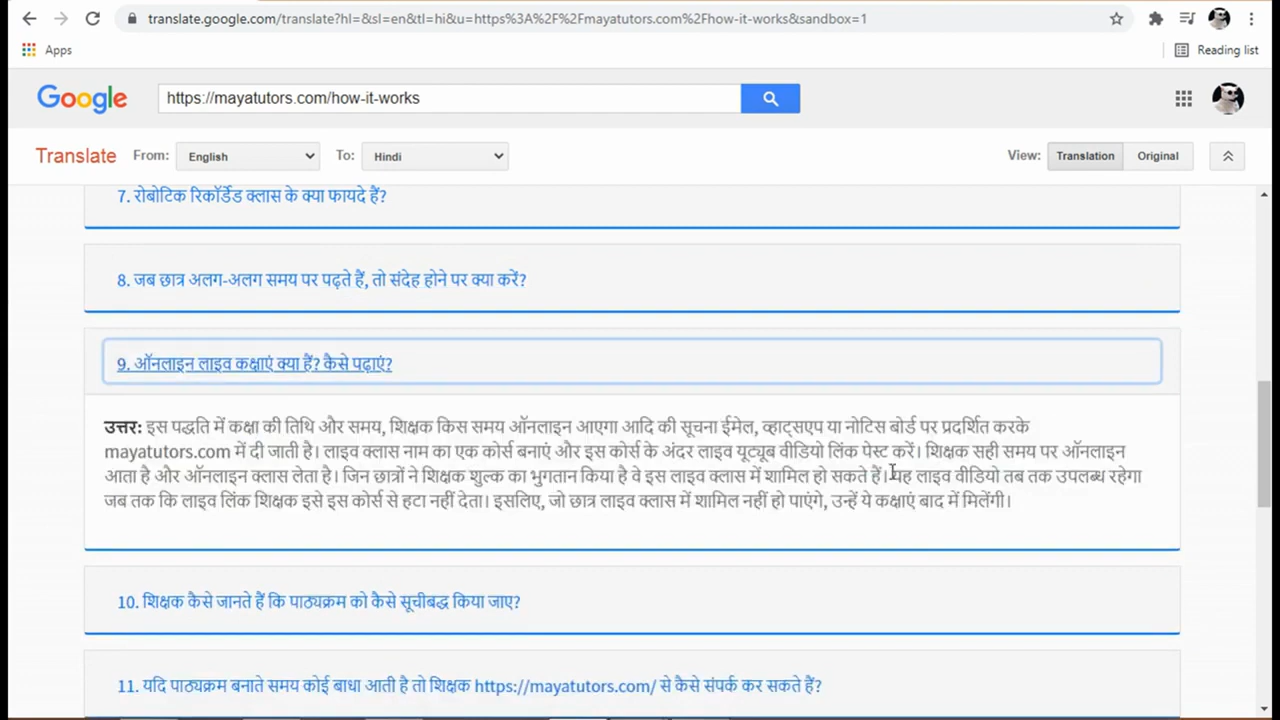 translate.google.com/translate?hl=&sl=en&tl=hi&u=https%3A%2F%2Fmayatutors.com%2Fhow-it-works&sandbox=1
Apps
Reading list
Google
https://mayatutors.com/how-it-works
Translate From: English To: Hindi View: Translation Original
7. रोबोटिक रिकॉर्डेड क्लास के क्या फायदे हैं?
8. जब छात्र अलग-अलग समय पर पढ़ते हैं, तो संदेह होने पर क्या करें?
9. ऑनलाइन लाइव कक्षाएं क्या हैं? कैसे पढ़ाएं?
उत्तर: इस पद्धति में कक्षा की तिथि और समय, शिक्षक किस समय ऑनलाइन आएगा आदि की सूचना ईमेल, व्हाट्सएप या नोटिस बोर्ड पर प्रदर्शित करके
mayatutors.com में दी जाती है। लाइव क्लास नाम का एक कोर्स बनाएं और इस कोर्स के अंदर लाइव यूट्यूब वीडियो लिंक पेस्ट करें। शिक्षक सही समय पर ऑनलाइन
आता है और ऑनलाइन क्लास लेता है। जिन छात्रों ने शिक्षक शुल्क का भुगतान किया है वे इस लाइव क्लास में शामिल हो सकते हैं। यह लाइव वीडियो तब तक उपलब्ध रहेगा
जब तक कि लाइव लिंक शिक्षक इसे इस कोर्स से हटा नहीं देता। इसलिए, जो छात्र लाइव क्लास में शामिल नहीं हो पाएंगे, उन्हें ये कक्षाएं बाद में मिलेंगी।
10. शिक्षक कैसे जानते हैं कि पाठ्यक्रम को कैसे सूचीबद्ध किया जाए?
11. यदि पाठ्यक्रम बनाते समय कोई बाधा आती है तो शिक्षक https://mayatutors.com/ से कैसे संपर्क कर सकते हैं?